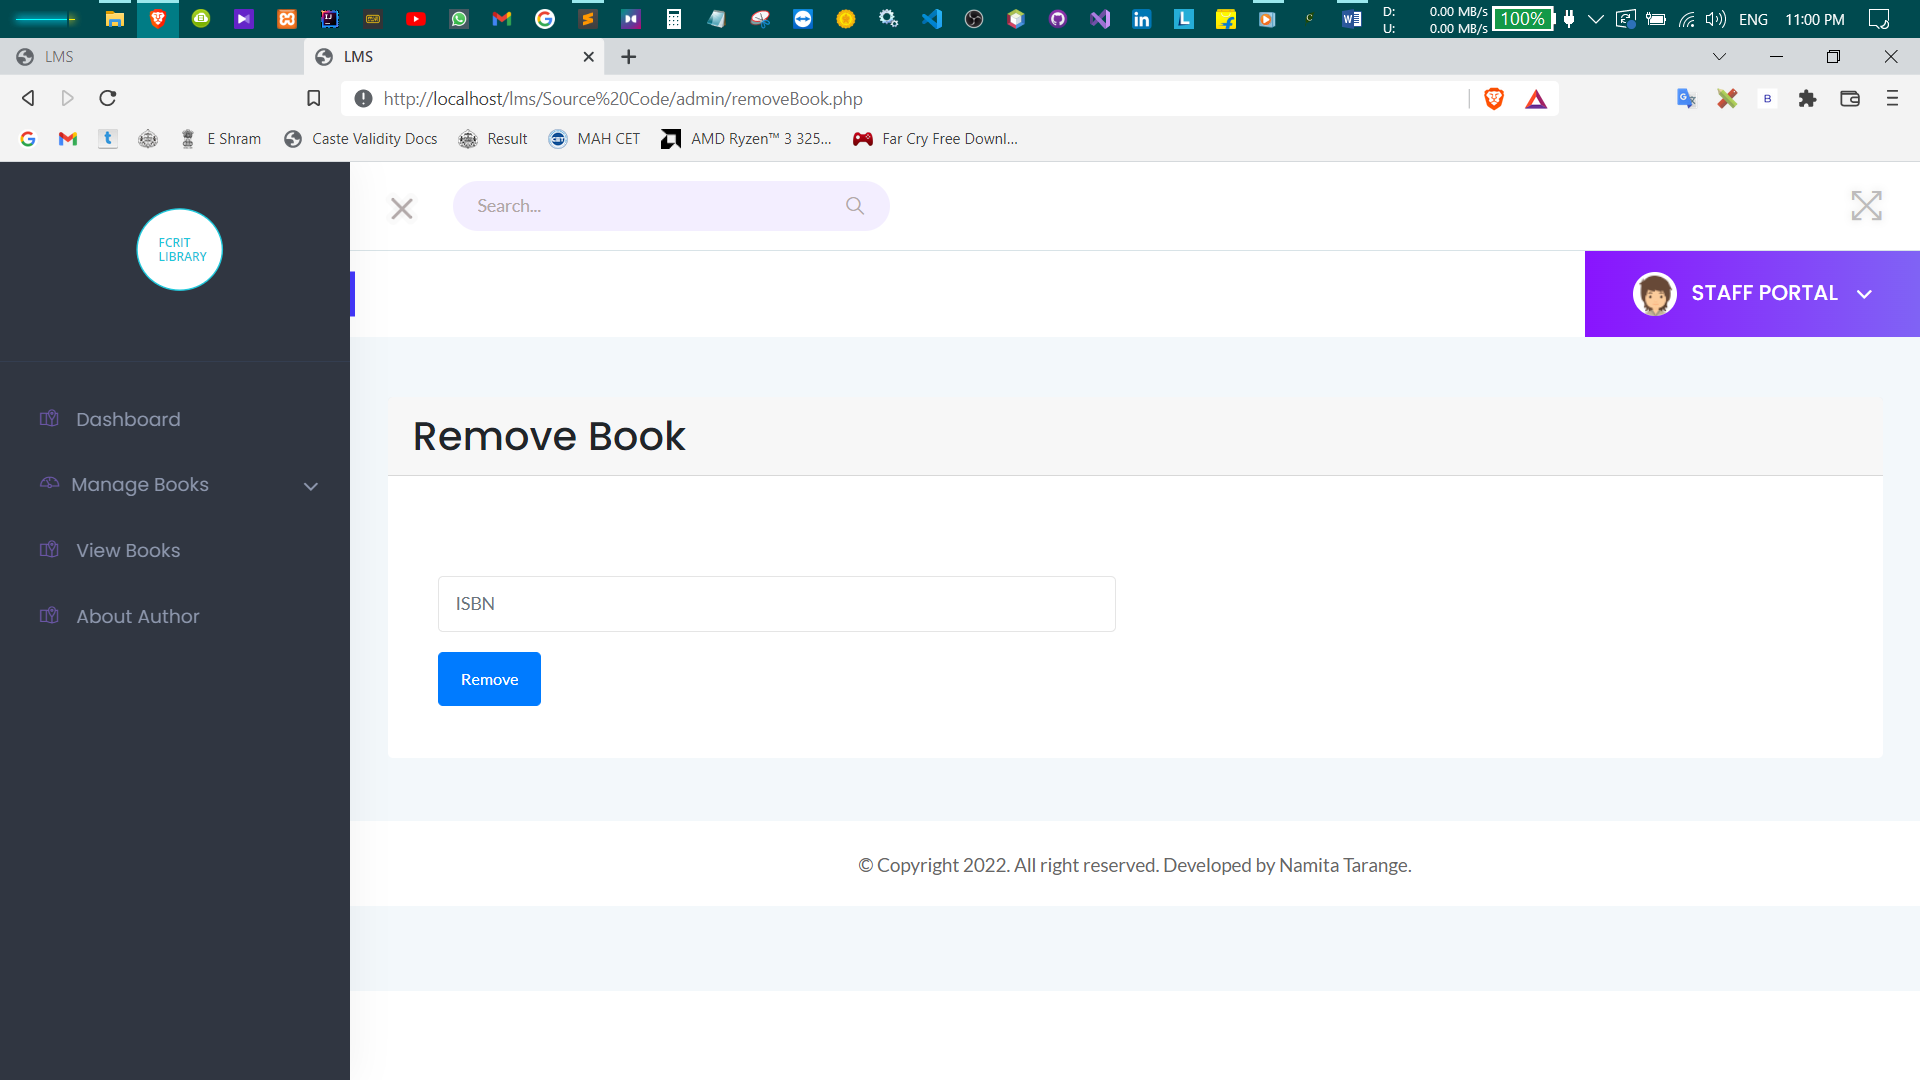 D: 0.00 MB/s
U: 0.00 MB/s
100%
ENG
11:00 PM
LMS
LMS
http://localhost/lms/Source%20Code/admin/removeBook.php
E Shram
Caste Validity Docs
Result
MAH CET
AMD Ryzen™ 3 325...
Far Cry Free Downl...
FCRIT
LIBRARY
Search...
STAFF PORTAL
Dashboard
Manage Books
View Books
About Author
Remove Book
ISBN
Remove
© Copyright 2022. All right reserved. Developed by Namita Tarange.